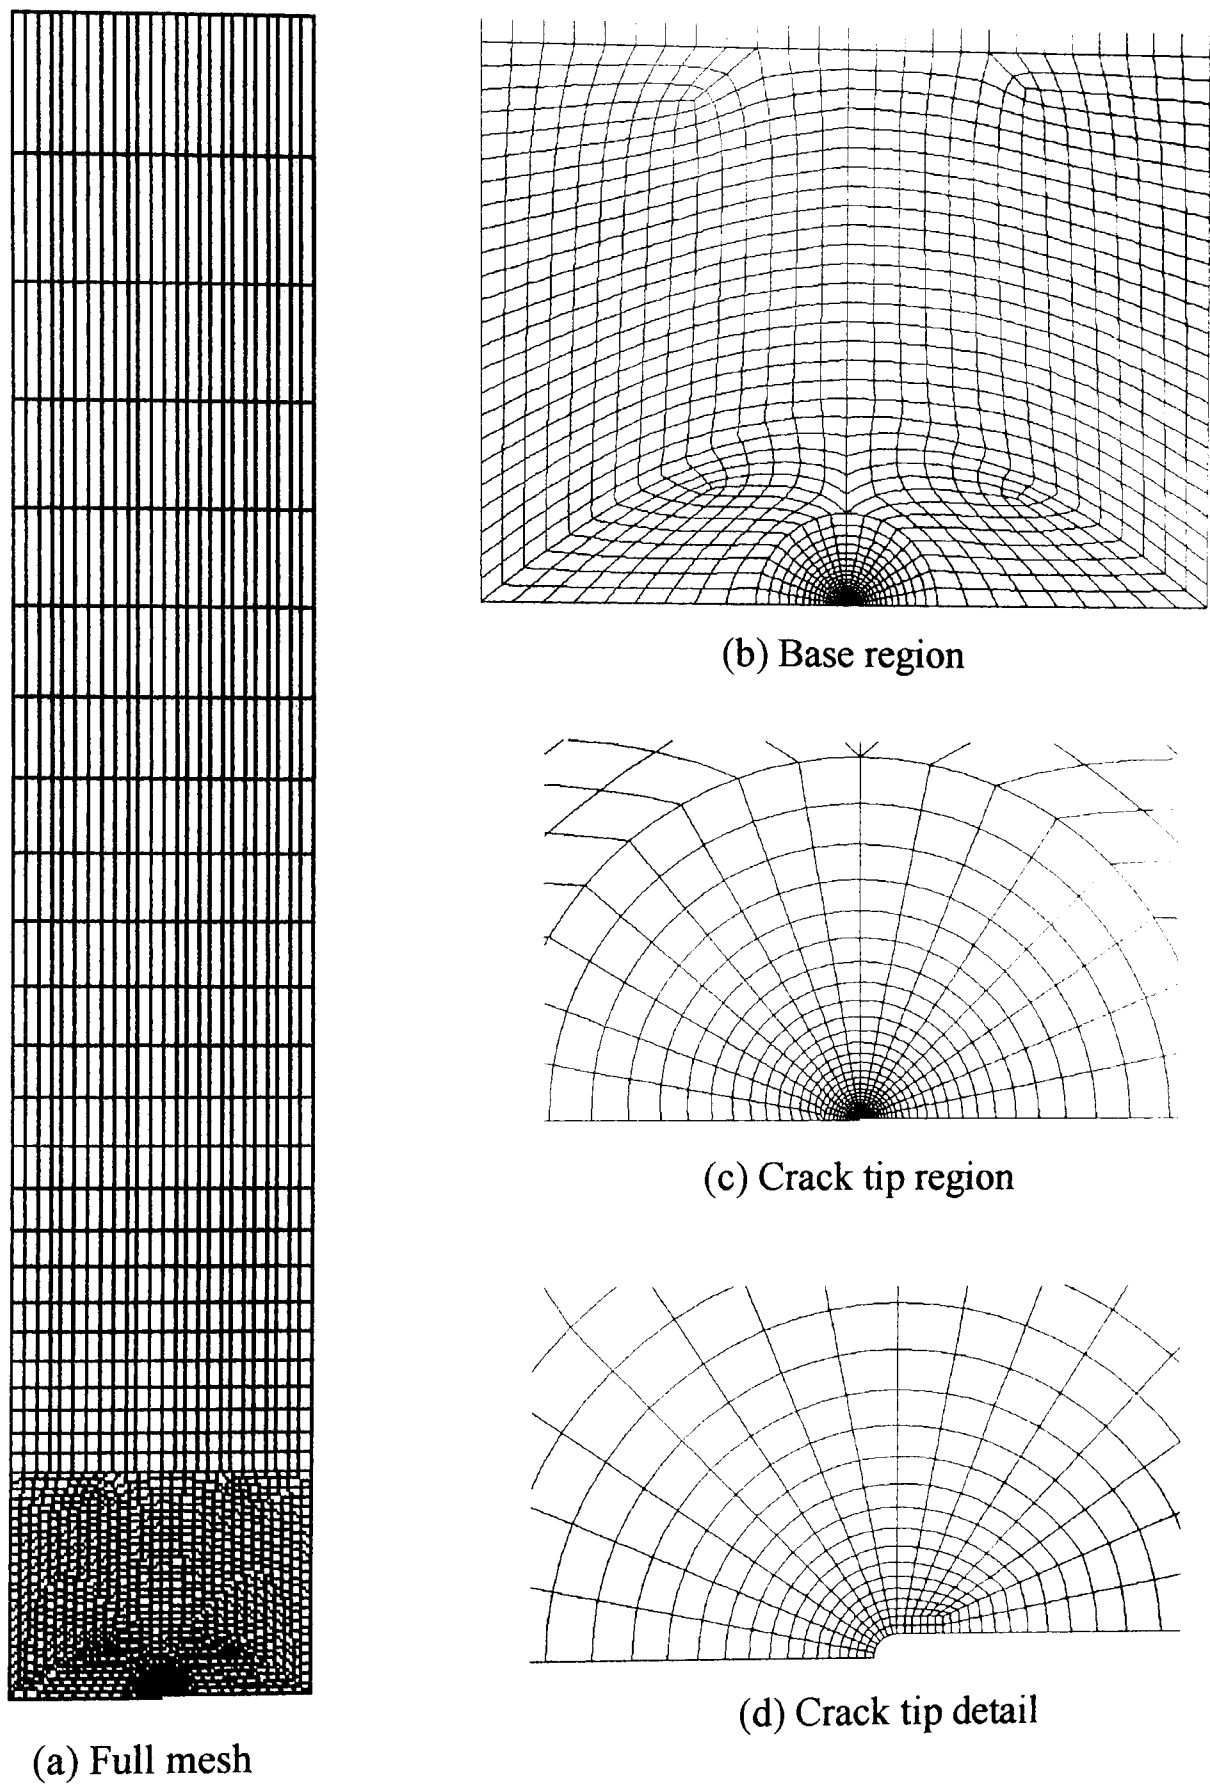 (b) Base region
(c) Crack tip region
(d) Crack tip detail
(a) Full mesh